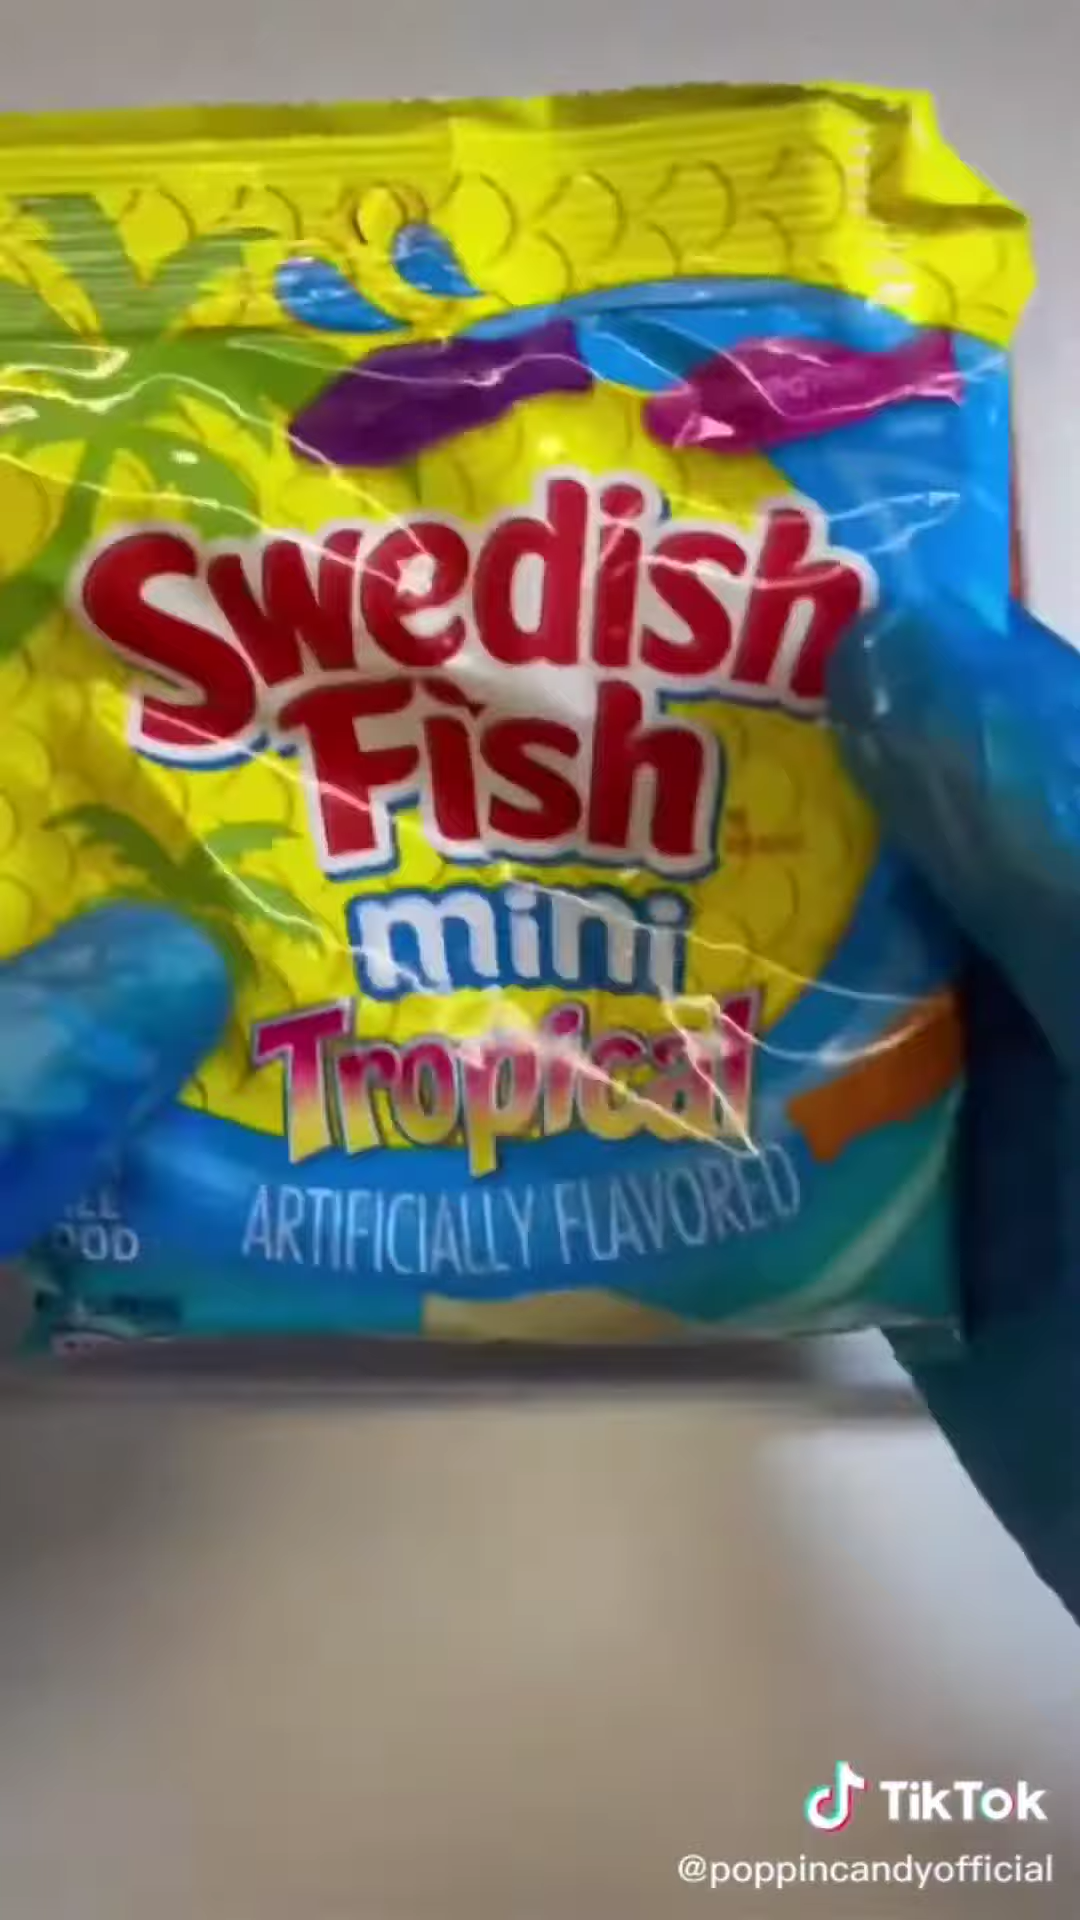 Swedish
Fish
mini
Tropical
ARTIFICIALLY FLAVORED
TikTok
@poppincandyofficial